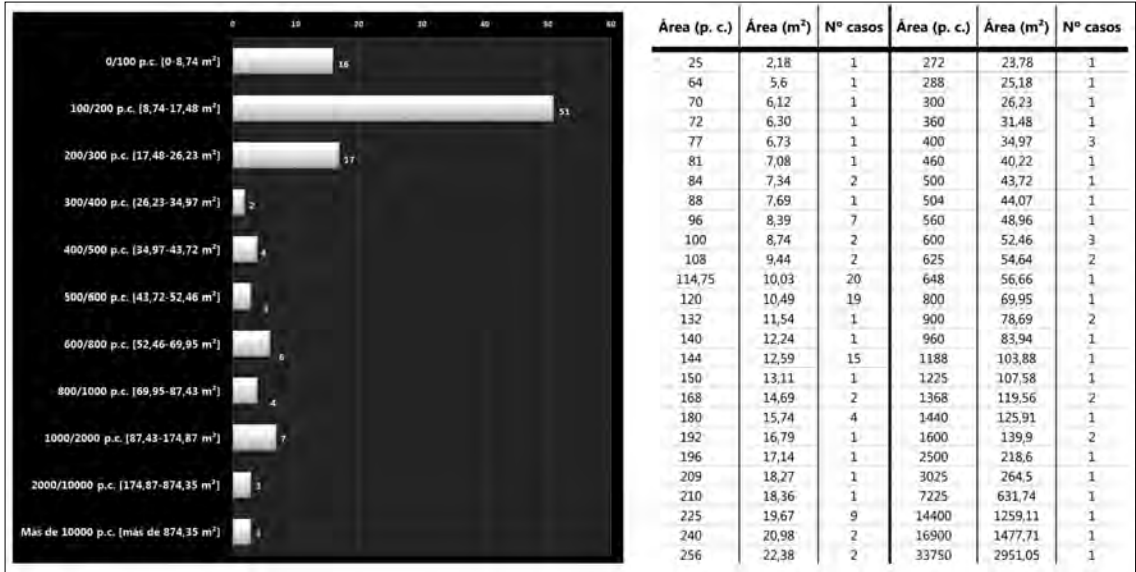 0 10 20 30 40 50 60
0/100 p.c. [0-8,74 m²] 16
100/200 p.c. [8,74-17,48 m²] 51
200/300 p.c. [17,48-26,23 m²] 17
300/400 p.c. [26,23-34,97 m²] 2
400/500 p.c. [34,97-43,72 m²] 4
500/600 p.c. [43,72-52,46 m²] 3
600/800 p.c. [52,46-69,95 m²] 6
800/1000 p.c. [69,95-87,43 m²] 4
1000/2000 p.c. [87,43-174,87 m²] 7
2000/10000 p.c. [174,87-874,35 m²] 3
Más de 10000 p.c. [más de 874,35 m²] 3
Área (p. c.) Área (m²) Nº casos Área (p. c.) Área (m²) Nº casos
25 2,18 1 272 23,78 1
64 5,6 1 288 25,18 1
70 6,12 1 300 26,23 1
72 6,30 1 360 31,48 1
77 6,73 1 400 34,97 3
81 7,08 1 460 40,22 1
84 7,34 2 500 43,72 1
88 7,69 1 504 44,07 1
96 8,39 7 560 48,96 1
100 8,74 2 600 52,46 3
108 9,44 2 625 54,64 2
114,75 10,03 20 648 56,66 1
120 10,49 19 800 69,95 1
132 11,54 1 900 78,69 2
140 12,24 1 960 83,94 1
144 12,59 15 1188 103,88 1
150 13,11 1 1225 107,58 1
168 14,69 2 1368 119,56 2
180 15,74 4 1440 125,91 1
192 16,79 1 1600 139,9 2
196 17,14 1 2500 218,6 1
209 18,27 1 3025 264,5 1
210 18,36 1 7225 631,74 1
225 19,67 9 14400 1259,11 1
240 20,98 2 16900 1477,71 1
256 22,38 2 33750 2951,05 1